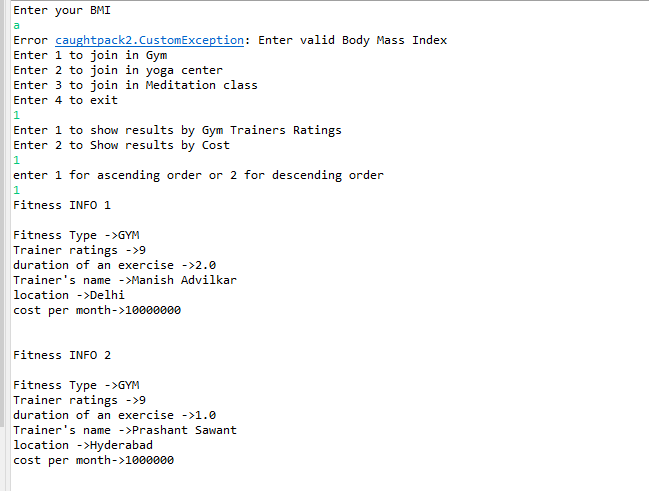 Enter your BMI
a
Error caughtpack2.CustomException: Enter valid Body Mass Index
Enter 1 to join in Gym
Enter 2 to join in yoga center
Enter 3 to join in Meditation class
Enter 4 to exit
1
Enter 1 to show results by Gym Trainers Ratings
Enter 2 to Show results by Cost
1
enter 1 for ascending order or 2 for descending order
1
Fitness INFO 1
Fitness Type ->GYM
Trainer ratings ->9
duration of an exercise ->2.0
Trainer's name ->Manish Advilkar
location ->Delhi
cost per month->10000000
Fitness INFO 2
Fitness Type ->GYM
Trainer ratings ->9
duration of an exercise ->1.0
Trainer's name ->Prashant Sawant
location ->Hyderabad
cost per month->1000000